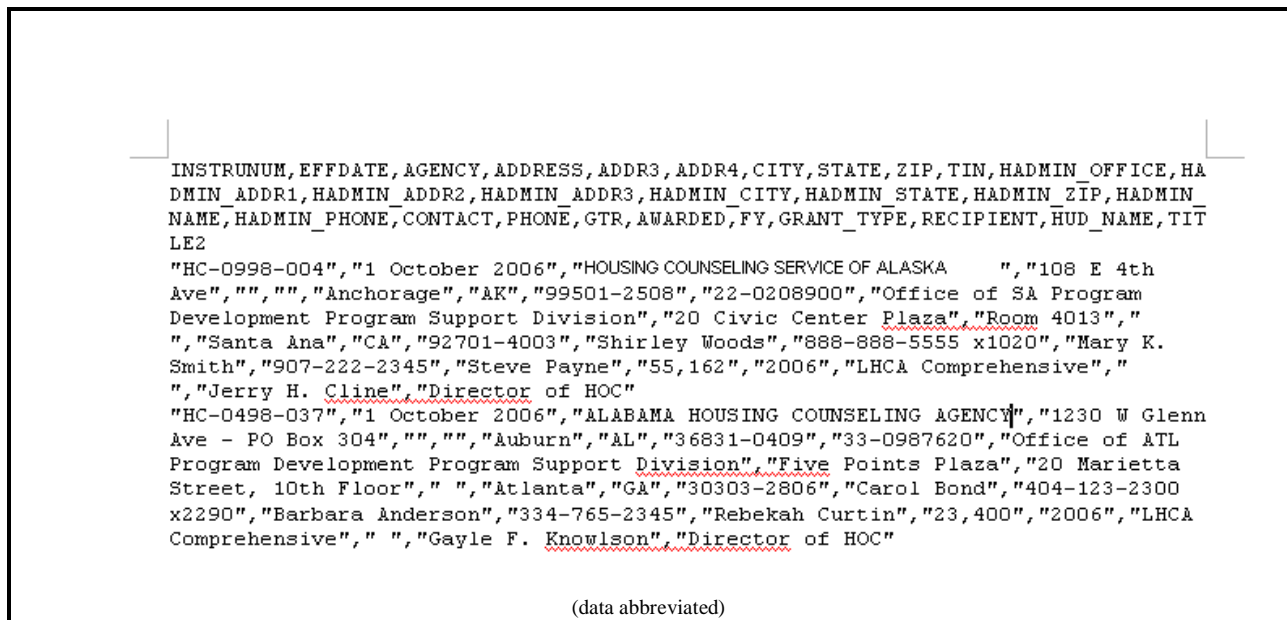 INSTRUNUM,EFFDATE,AGENCY,ADDRESS,ADDR3,ADDR4,CITY,STATE,ZIP,TIN,HADMIN_OFFICE,HA
DMIN_ADDR1,HADMIN_ADDR2,HADMIN_ADDR3,HADMIN_CITY,HADMIN_STATE,HADMIN_ZIP,HADMIN_
NAME,HADMIN_PHONE,CONTACT,PHONE,GTR,AWARDED,FY,GRANT_TYPE,RECIPIENT,HUD_NAME,TIT
LE2
"HC-0998-004","1 October 2006","HOUSING COUNSELING SERVICE OF ALASKA ","108 E 4th
Ave","","","Anchorage","AK","99501-2508","22-0208900","Office of SA Program
Development Program Support Division","20 Civic Center Plaza","Room 4013","
","Santa Ana","CA","92701-4003","Shirley Woods","888-888-5555 x1020","Mary K.
Smith","907-222-2345","Steve Payne","55,162","2006","LHCA Comprehensive","
","Jerry H. Cline","Director of HOC"
"HC-0498-037","1 October 2006","ALABAMA HOUSING COUNSELING AGENCY","1230 W Glenn
Ave - PO Box 304","","","Auburn","AL","36831-0409","33-0987620","Office of ATL
Program Development Program Support Division","Five Points Plaza","20 Marietta
Street, 10th Floor"," ","Atlanta","GA","30303-2806","Carol Bond","404-123-2300
x2290","Barbara Anderson","334-765-2345","Rebekah Curtin","23,400","2006","LHCA
Comprehensive"," ","Gayle F. Knowlson","Director of HOC"
(data abbreviated)